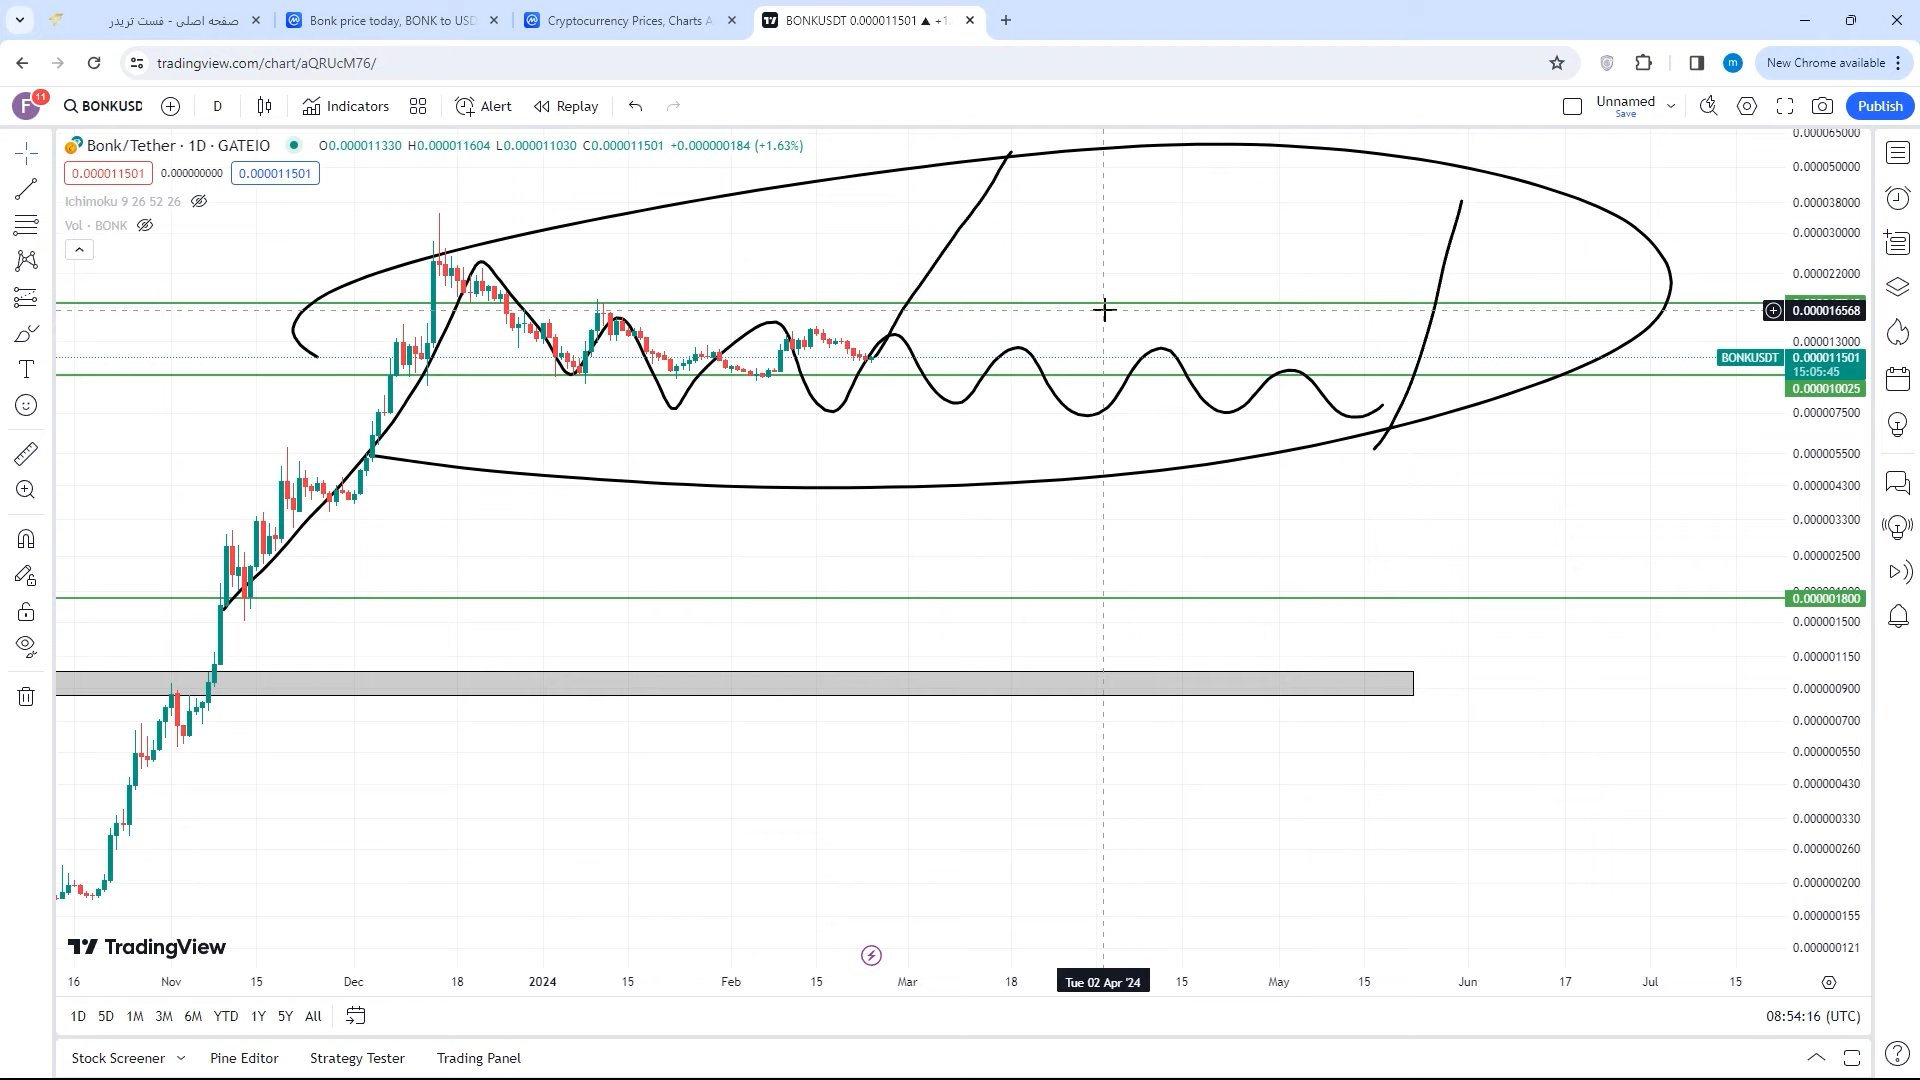 صفحه اصلی - فست تریدر
Bonk price today, BONK to USD
Cryptocurrency Prices, Charts A
BONKUSDT 0.000011501 ▲ +1.
tradingview.com/chart/aQRUcM76/
m
New Chrome available
F
11
BONKUSD
D
Indicators
Alert
Replay
Unnamed
Save
Publish
Bonk/Tether · 1D · GATEIO
O0.000011330 H0.000011604 L0.000011030 C0.000011501 +0.000000184 (+1.63%)
0.000011501
0.000000000
0.000011501
Ichimoku 9 26 52 26
Vol · BONK
0.000065000
0.000050000
0.000038000
0.000030000
0.000022000
0.000016568
0.000013000
BONKUSDT
0.000011501
15:05:45
0.000010025
0.000007500
0.000005500
0.000004300
0.000003300
0.000002500
0.000001800
0.000001500
0.000001150
0.000000900
0.000000700
0.000000550
0.000000430
0.000000330
0.000000260
0.000000200
0.000000155
0.000000121
TradingView
16
Nov
15
Dec
18
2024
15
Feb
15
Mar
18
Tue 02 Apr '24
15
May
15
Jun
17
Jul
15
1D 5D 1M 3M 6M YTD 1Y 5Y All
08:54:16 (UTC)
Stock Screener
Pine Editor
Strategy Tester
Trading Panel